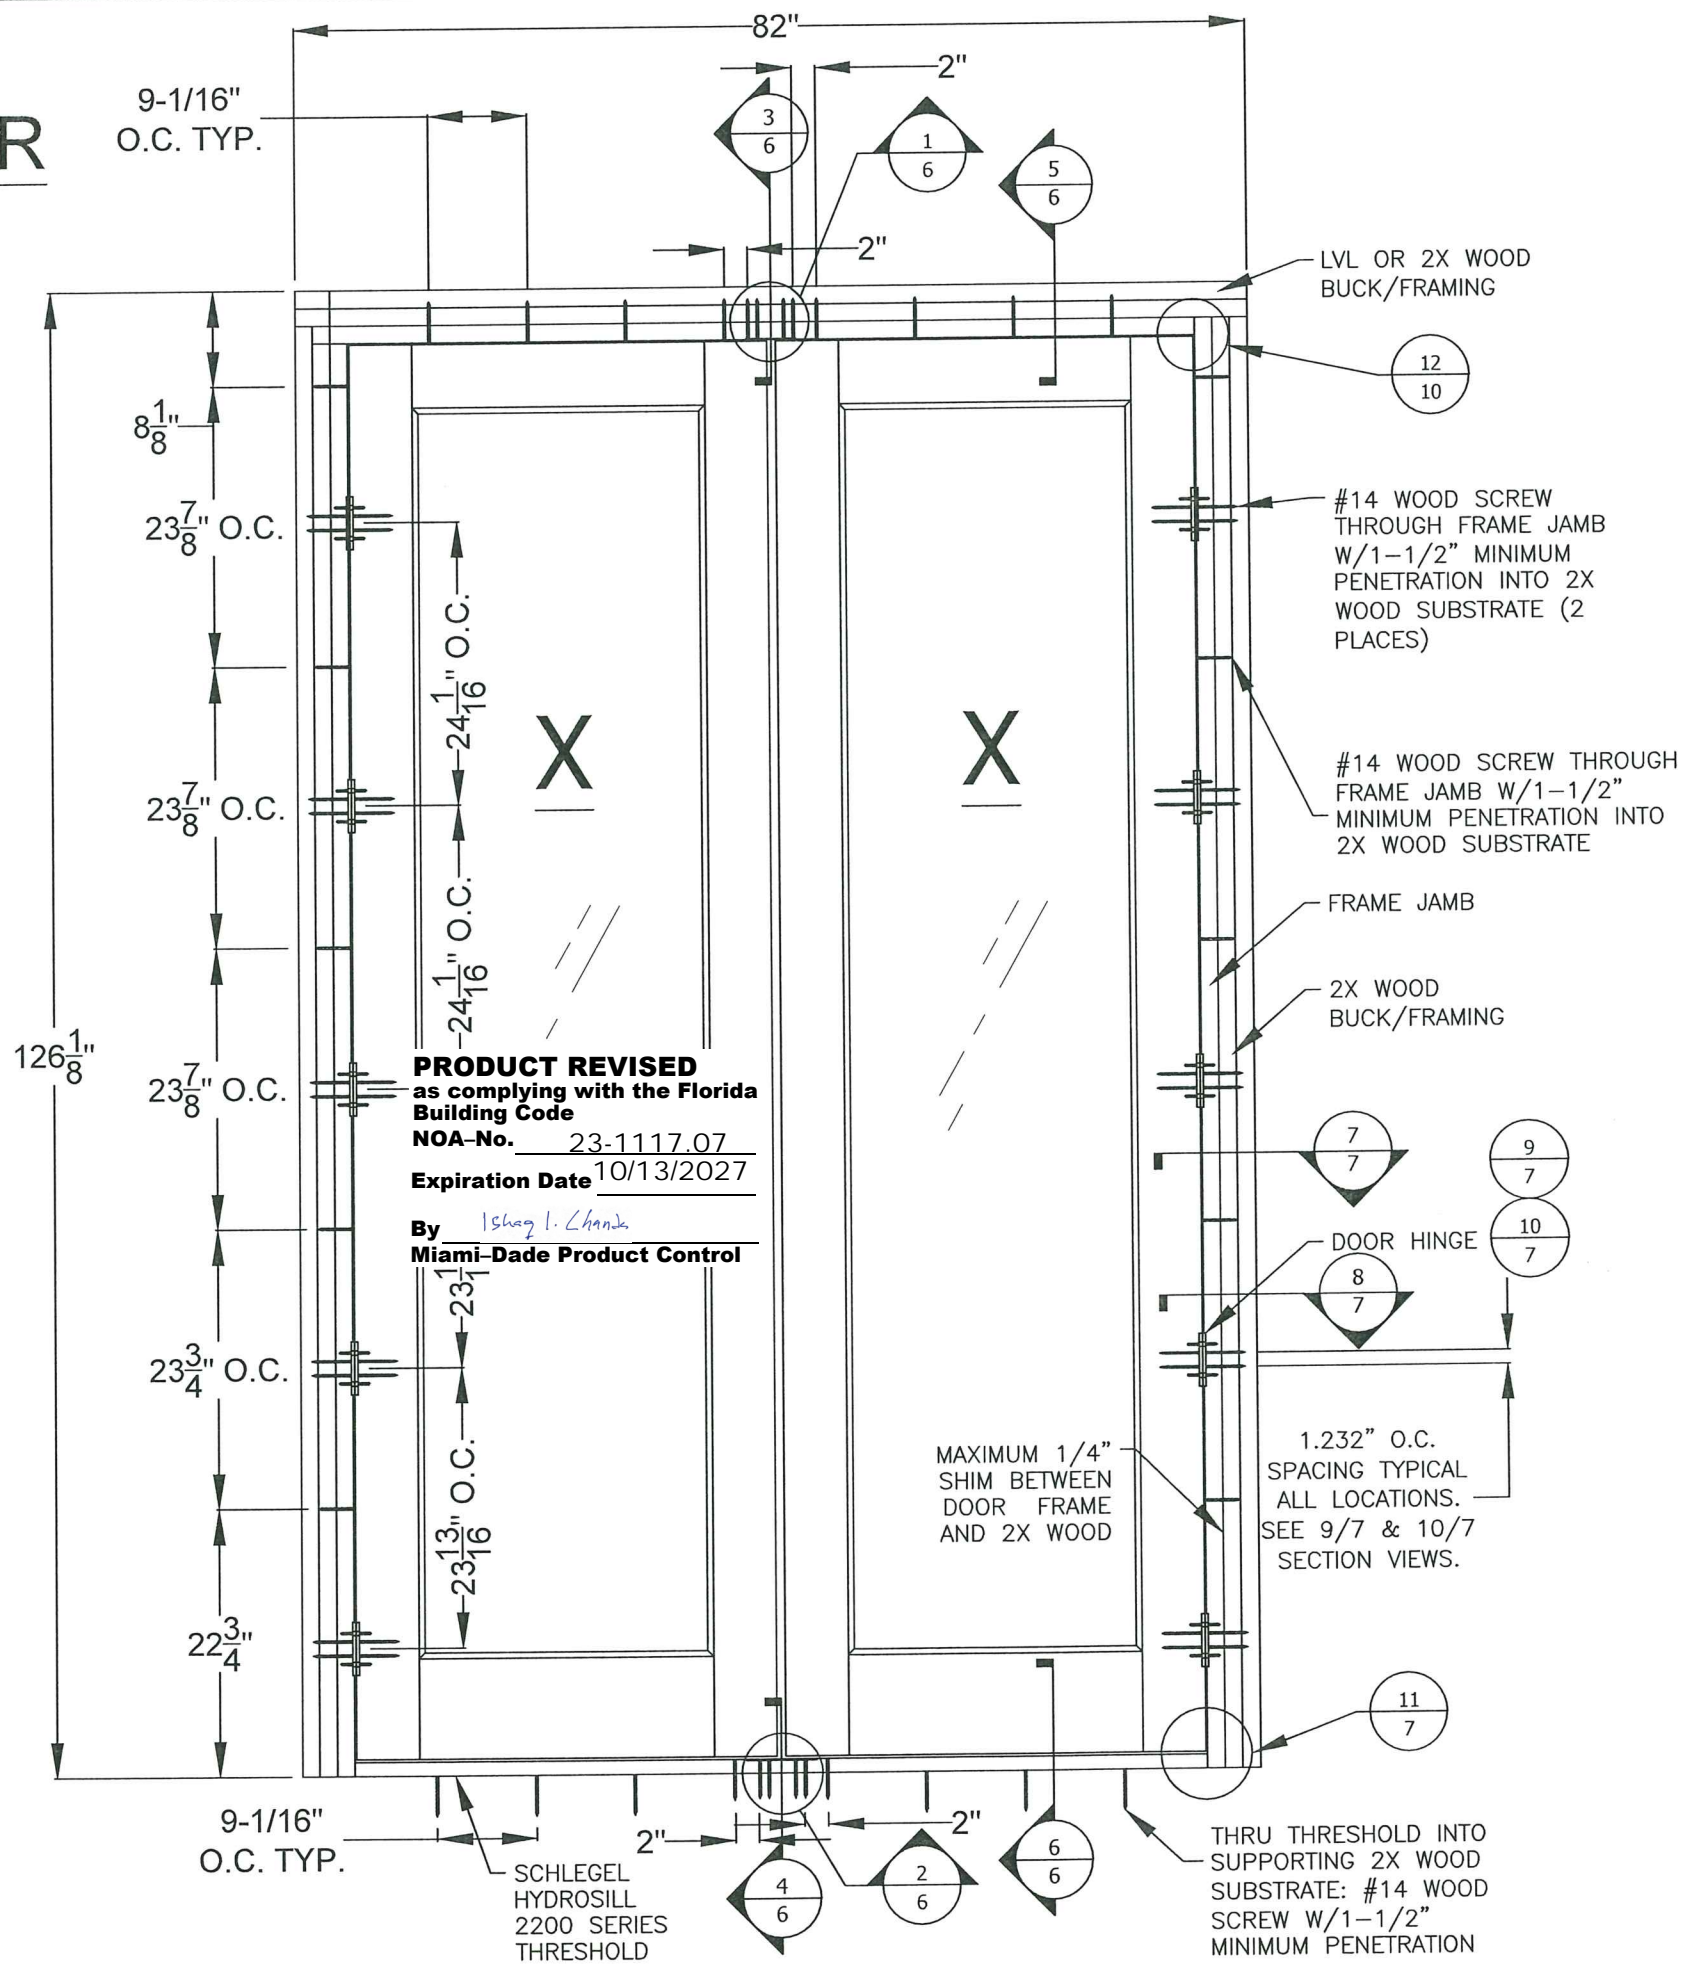 82"
2"
9-1/16"
O.C. TYP.
R
3
6
1
6
5
6
2"
LVL OR 2X WOOD
BUCK/FRAMING
12
10
8 1/8"
23 7/8" O.C.
#14 WOOD SCREW
THROUGH FRAME JAMB
W/1-1/2" MINIMUM
PENETRATION INTO 2X
WOOD SUBSTRATE (2
PLACES)
24 1/16" O.C.
X
X
#14 WOOD SCREW THROUGH
FRAME JAMB W/1-1/2"
MINIMUM PENETRATION INTO
2X WOOD SUBSTRATE
23 7/8" O.C.
24 1/16" O.C.
FRAME JAMB
2X WOOD
BUCK/FRAMING
126 1/8"
23 7/8" O.C.
PRODUCT REVISED
as complying with the Florida
Building Code
NOA–No. 23-1117.07
Expiration Date 10/13/2027
By Ishaq I. Chanda
Miami–Dade Product Control
7
7
9
7
10
7
DOOR HINGE
8
7
23 3/4" O.C.
23 1
23 13/16" O.C.
MAXIMUM 1/4"
SHIM BETWEEN
DOOR FRAME
AND 2X WOOD
1.232" O.C.
SPACING TYPICAL
ALL LOCATIONS.
SEE 9/7 & 10/7
SECTION VIEWS.
22 3/4"
11
7
9-1/16"
O.C. TYP.
2"
2"
SCHLEGEL
HYDROSILL
2200 SERIES
THRESHOLD
4
6
2
6
6
6
THRU THRESHOLD INTO
SUPPORTING 2X WOOD
SUBSTRATE: #14 WOOD
SCREW W/1-1/2"
MINIMUM PENETRATION